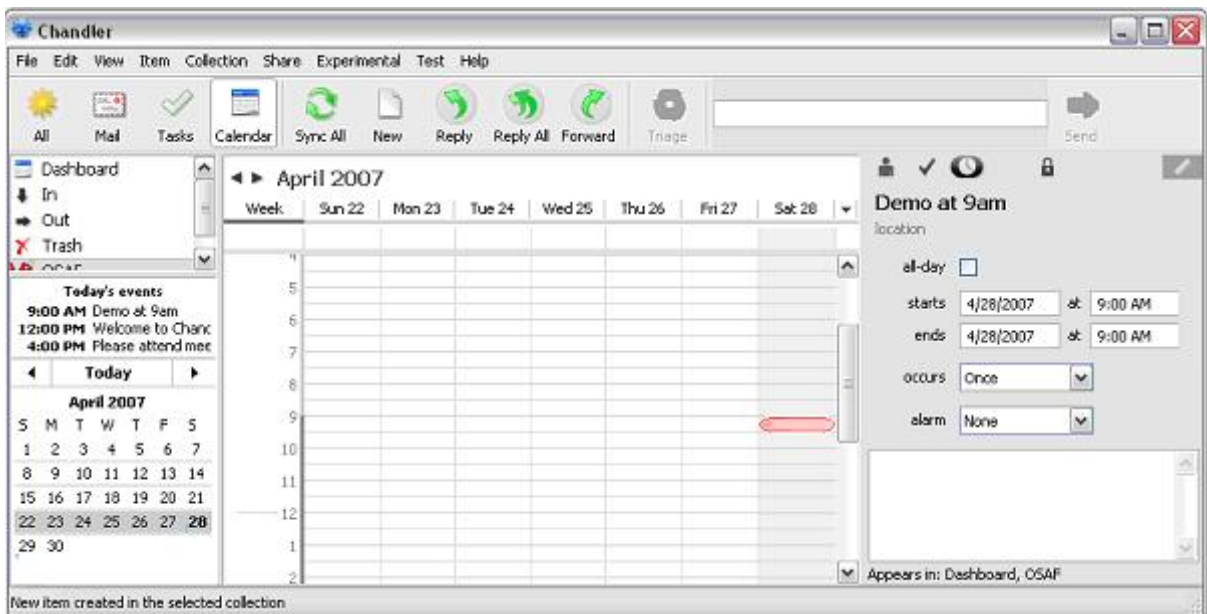 Chandler
File Edit View Item Collection Share Experimental Test Help
All Mail Tasks Calendar Sync All New Reply Reply All Forward Triage Send
Dashboard
In
Out
Trash
OSAF
Today's events
9:00 AM Demo at 9am
12:00 PM Welcome to Chanc
4:00 PM Please attend mee
Today
April 2007
S M T W T F S
1 2 3 4 5 6 7
8 9 10 11 12 13 14
15 16 17 18 19 20 21
22 23 24 25 26 27 28
29 30
April 2007
Week Sun 22 Mon 23 Tue 24 Wed 25 Thu 26 Fri 27 Sat 28
4
5
6
7
8
9
10
11
12
1
2
Demo at 9am
location
all-day
starts 4/28/2007 at 9:00 AM
ends 4/28/2007 at 9:00 AM
occurs Once
alarm None
Appears in: Dashboard, OSAF
New item created in the selected collection